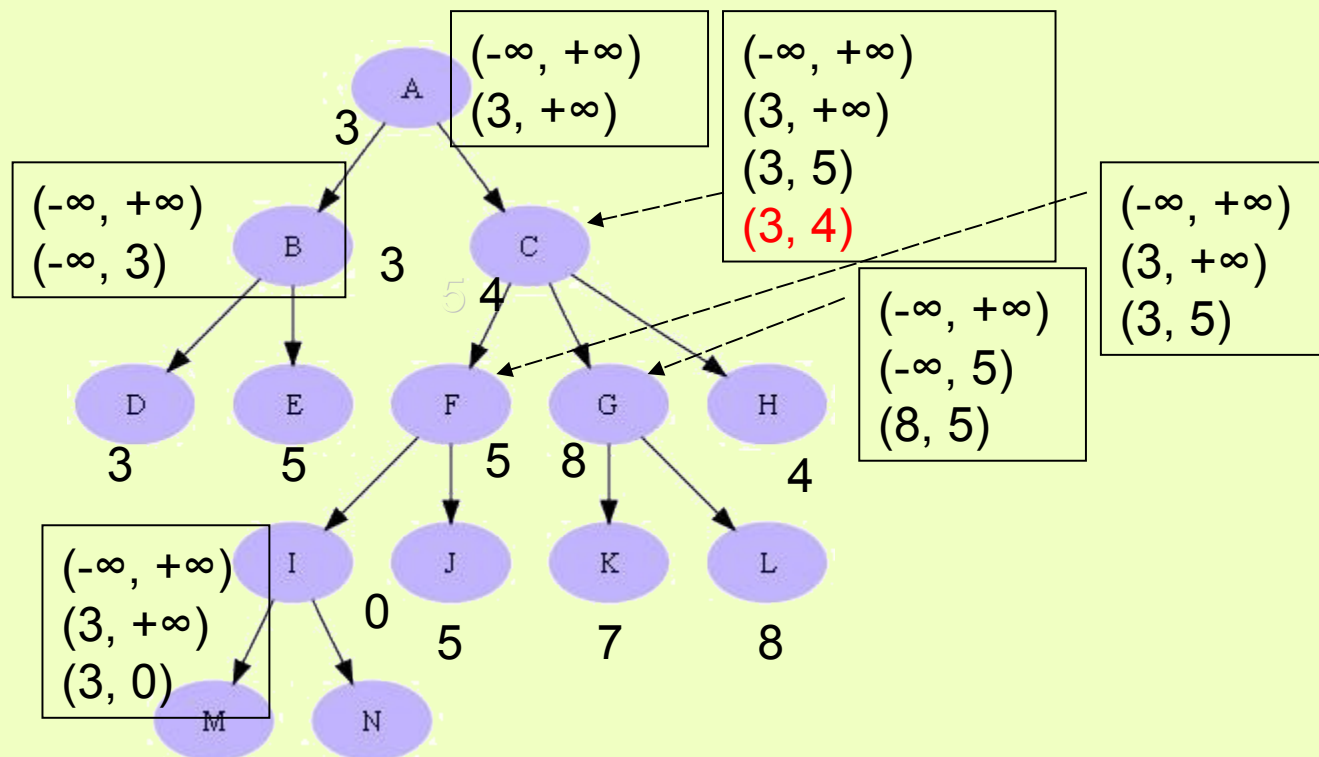 (-∞, +∞)
(3, +∞)
(-∞, +∞)
(3, +∞)
(3, 5)
(3, 4)
A
3
(-∞, +∞)
(-∞, 3)
B
3
C
5 4
(-∞, +∞)
(3, +∞)
(3, 5)
(-∞, +∞)
(-∞, 5)
(8, 5)
D
E
F
G
H
3
5
5
8
4
(-∞, +∞)
(3, +∞)
(3, 0)
I
J
K
L
0
5
7
8
M
N